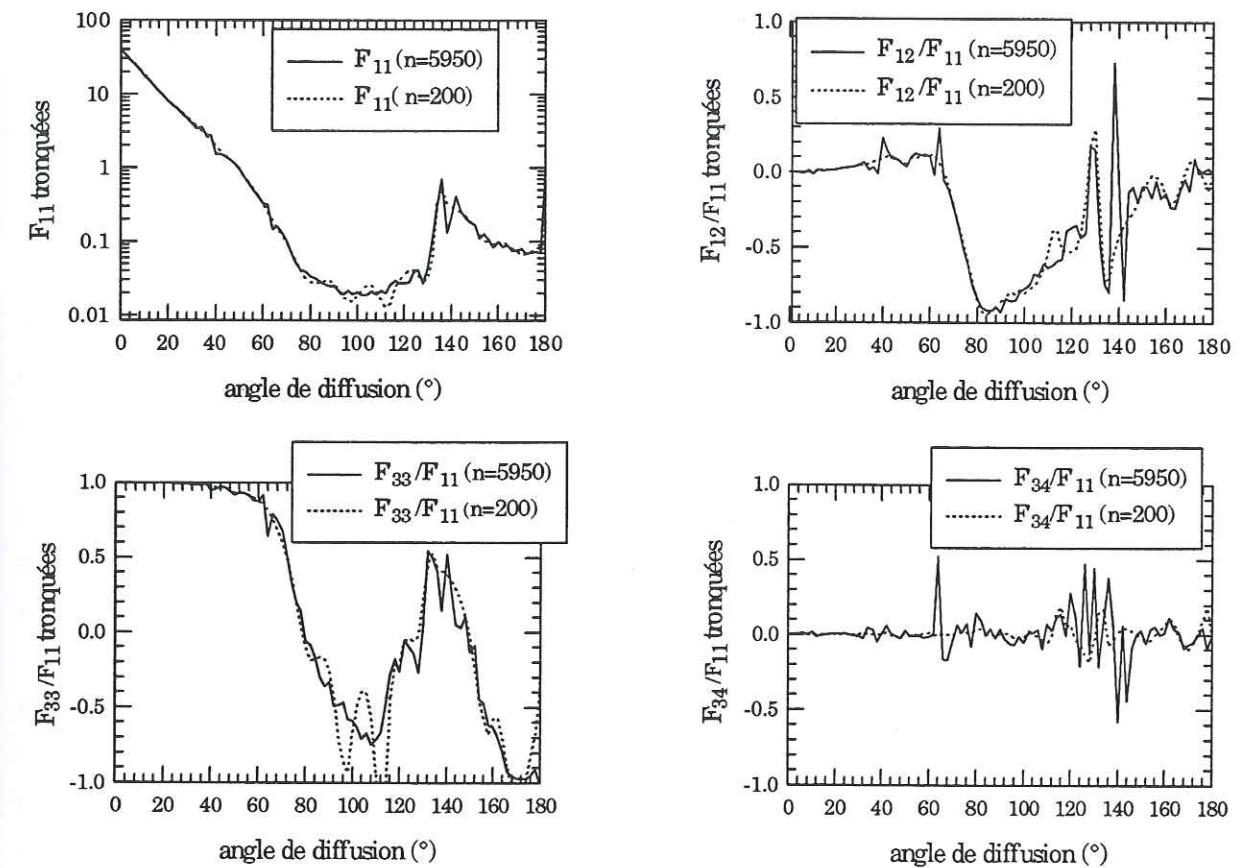 F11 tronquées
100
10
1
0.1
0.01
F11 (n=5950)
F11( n=200)
0 20 40 60 80 100 120 140 160 180
angle de diffusion (°)
F12/F11 tronquées
1.0
0.5
0.0
-0.5
-1.0
F12/F11 (n=5950)
F12/F11 (n=200)
0 20 40 60 80 100 120 140 160 180
angle de diffusion (°)
F33/F11 tronquées
1.0
0.5
0.0
-0.5
-1.0
F33/F11 (n=5950)
F33/F11 (n=200)
0 20 40 60 80 100 120 140 160 180
angle de diffusion (°)
F34/F11 tronquées
1.0
0.5
0.0
-0.5
-1.0
F34/F11 (n=5950)
F34/F11 (n=200)
0 20 40 60 80 100 120 140 160 180
angle de diffusion (°)